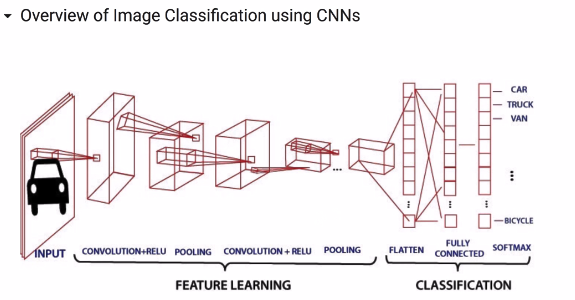 Overview of Image Classification using CNNs
CAR
TRUCK
VAN
BICYCLE
INPUT
CONVOLUTION+RELU
POOLING
CONVOLUTION + RELU
POOLING
FLATTEN
FULLY
CONNECTED
SOFTMAX
FEATURE LEARNING
CLASSIFICATION